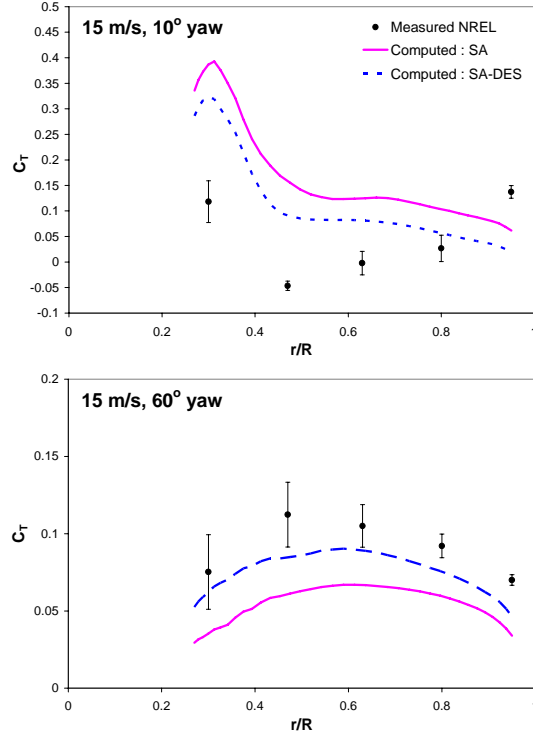 15 m/s, 10° yaw
Measured NREL
Computed : SA
Computed : SA-DES
0.5
0.45
0.4
0.35
0.3
0.25
0.2
0.15
0.1
0.05
0
-0.05
-0.1
C_T
0 0.2 0.4 0.6 0.8 1
r/R
15 m/s, 60° yaw
0.2
0.15
0.1
0.05
0
C_T
0 0.2 0.4 0.6 0.8 1
r/R